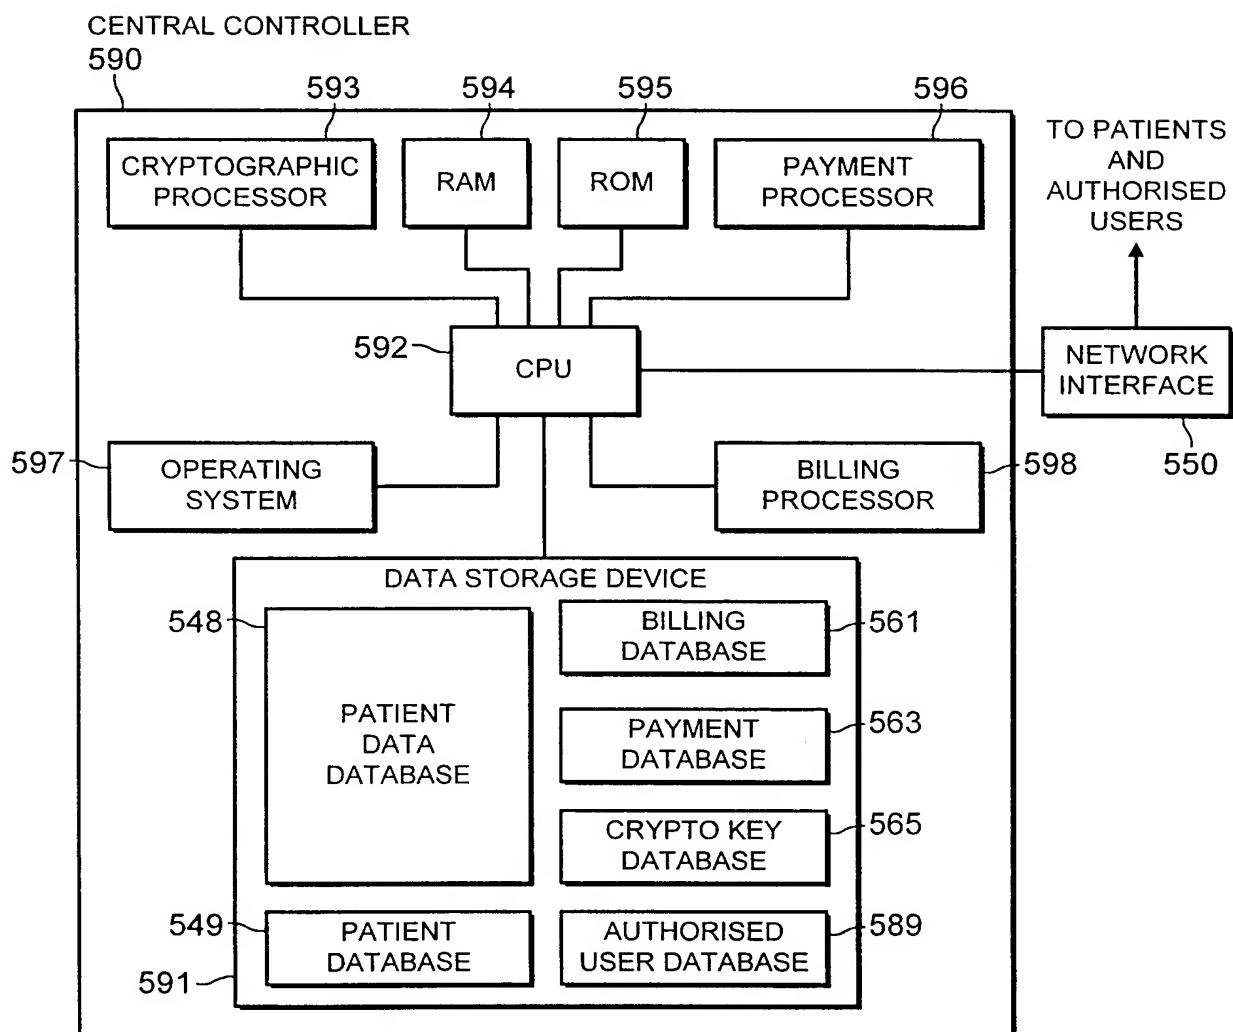 CENTRAL CONTROLLER
590
593
594
595
596
CRYPTOGRAPHIC
PROCESSOR
RAM
ROM
PAYMENT
PROCESSOR
TO PATIENTS
AND
AUTHORISED
USERS
592
CPU
NETWORK
INTERFACE
550
597
OPERATING
SYSTEM
BILLING
PROCESSOR
598
DATA STORAGE DEVICE
548
PATIENT
DATA
DATABASE
BILLING
DATABASE
561
PAYMENT
DATABASE
563
CRYPTO KEY
DATABASE
565
549
PATIENT
DATABASE
AUTHORISED
USER DATABASE
589
591